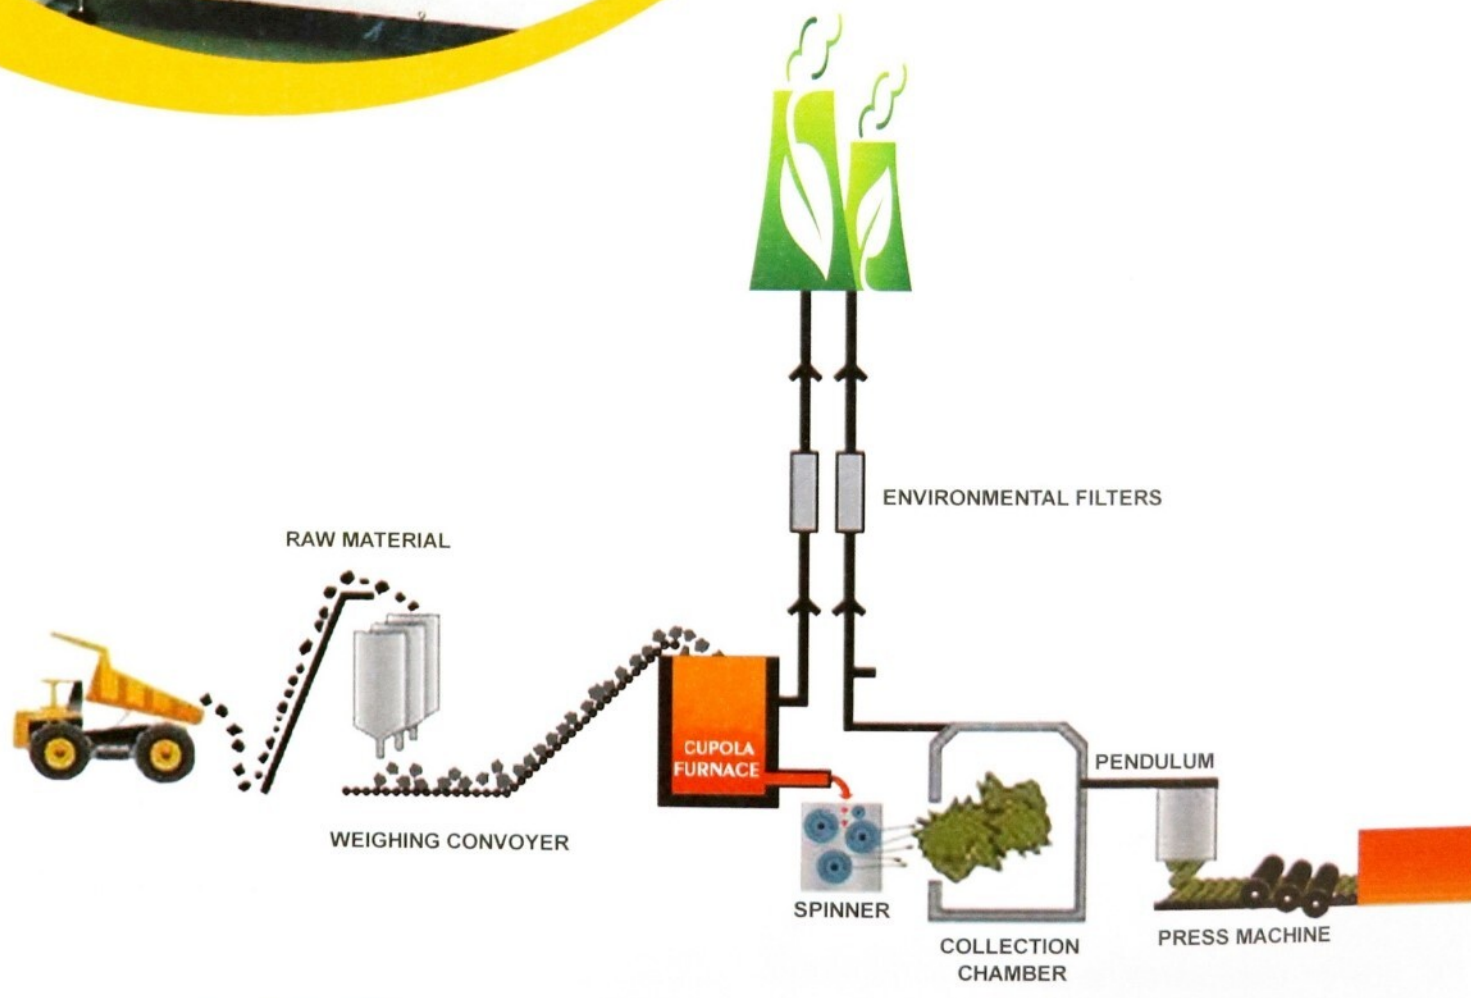 ENVIRONMENTAL FILTERS
RAW MATERIAL
CUPOLA
FURNACE
PENDULUM
WEIGHING CONVOYER
SPINNER
COLLECTION
CHAMBER
PRESS MACHINE